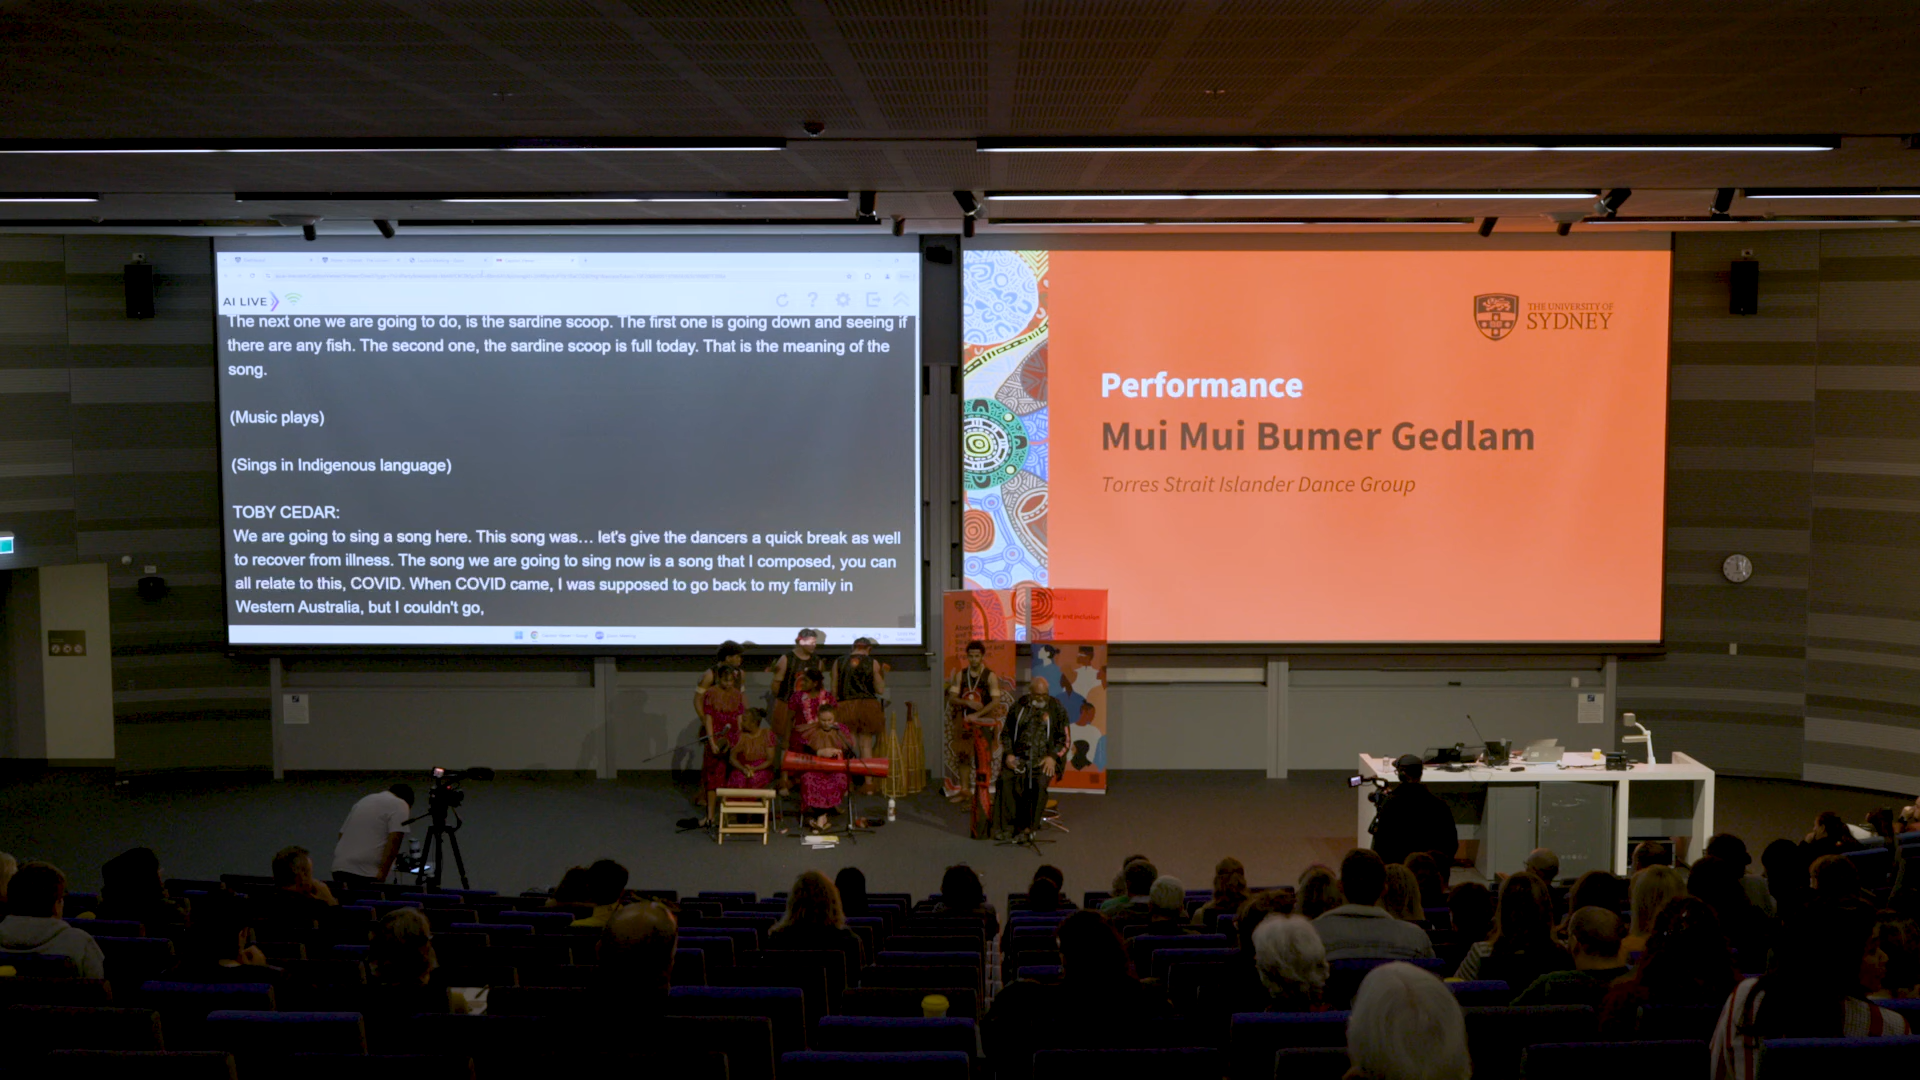 AI LIVE
The next one we are going to do, is the sardine scoop. The first one is going down and seeing if
there are any fish. The second one, the sardine scoop is full today. That is the meaning of the
song.
(Music plays)
(Sings in Indigenous language)
TOBY CEDAR:
We are going to sing a song here. This song was... let's give the dancers a quick break as well
to recover from illness. The song we are going to sing now is a song that I composed, you can
all relate to this, COVID. When COVID came, I was supposed to go back to my family in
Western Australia, but I couldn't go,
THE UNIVERSITY OF
SYDNEY
Performance
Mui Mui Bumer Gedlam
Torres Strait Islander Dance Group